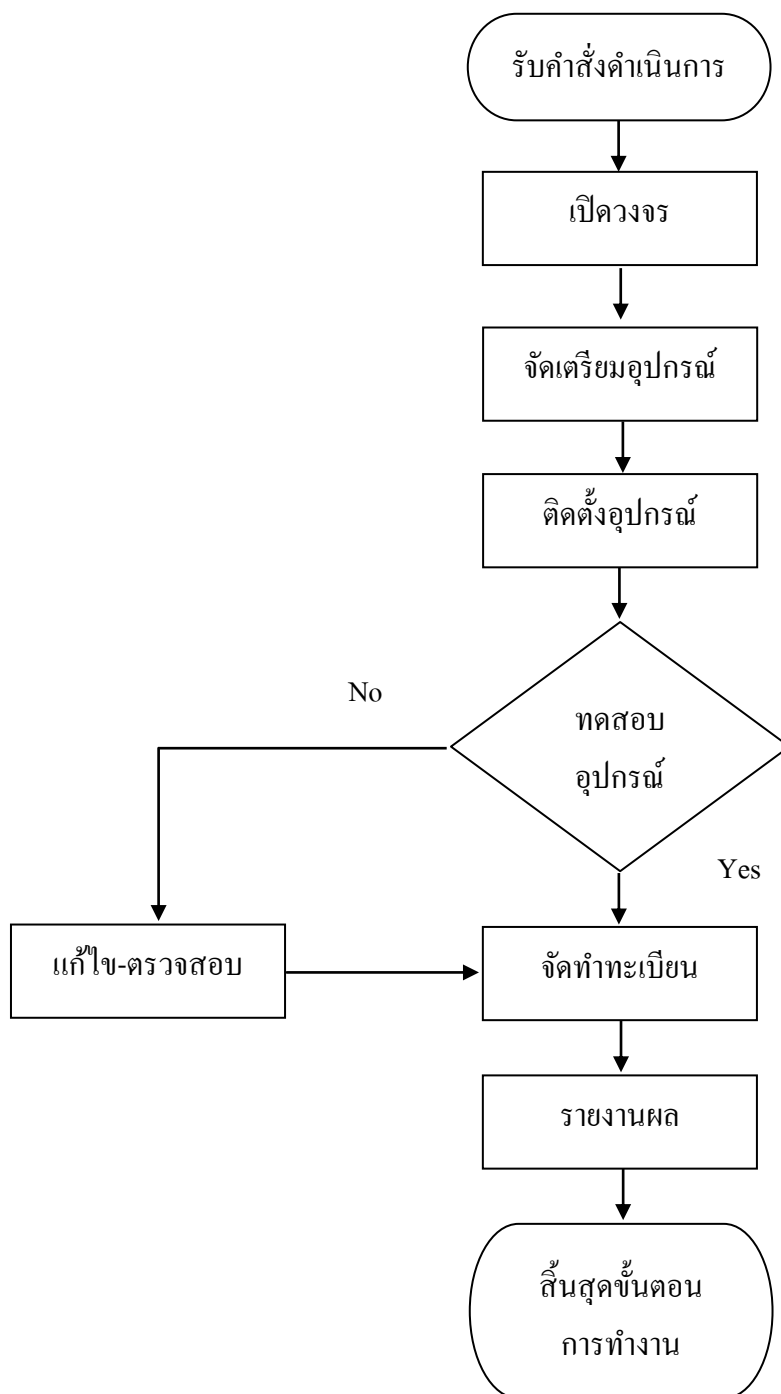 รับคำสั่งดำเนินการ
เปิดวงจร
จัดเตรียมอุปกรณ์
ติดตั้งอุปกรณ์
No
ทดสอบ
อุปกรณ์
Yes
แก้ไข-ตรวจสอบ
จัดทำทะเบียน
รายงานผล
สิ้นสุดขั้นตอน
การทำงาน